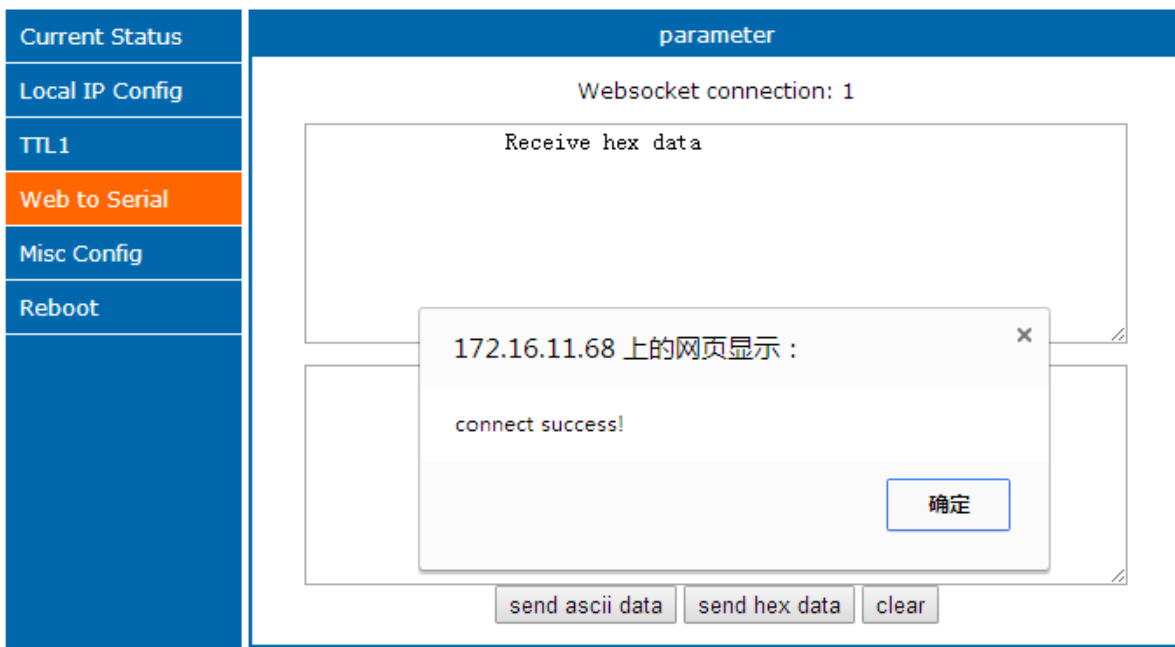 Current Status
Local IP Config
TTL1
Web to Serial
Misc Config
Reboot
parameter
Websocket connection: 1
Receive hex data
172.16.11.68 上的网页显示：
×
connect success!
确定
send ascii data
send hex data
clear